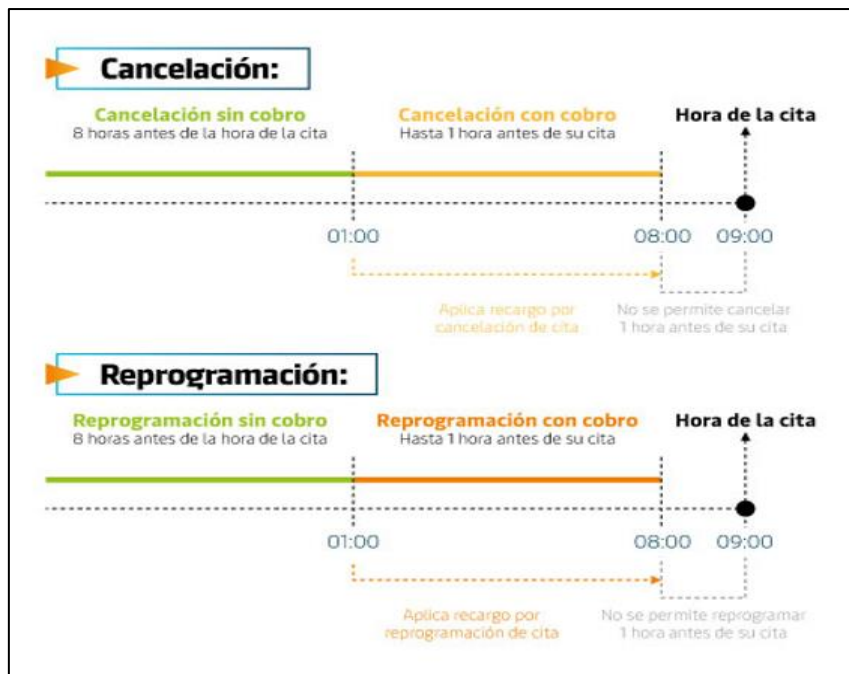 Cancelación:
Cancelación sin cobro
8 horas antes de la hora de la cita
Cancelación con cobro
Hasta 1 hora antes de su cita
Hora de la cita
01:00
08:00
09:00
Aplica recargo por
cancelación de cita
No se permite cancelar
1 hora antes de su cita
Reprogramación:
Reprogramación sin cobro
8 horas antes de la hora de la cita
Reprogramación con cobro
Hasta 1 hora antes de su cita
Hora de la cita
01:00
08:00
09:00
Aplica recargo por
reprogramación de cita
No se permite reprogramar
1 hora antes de su cita